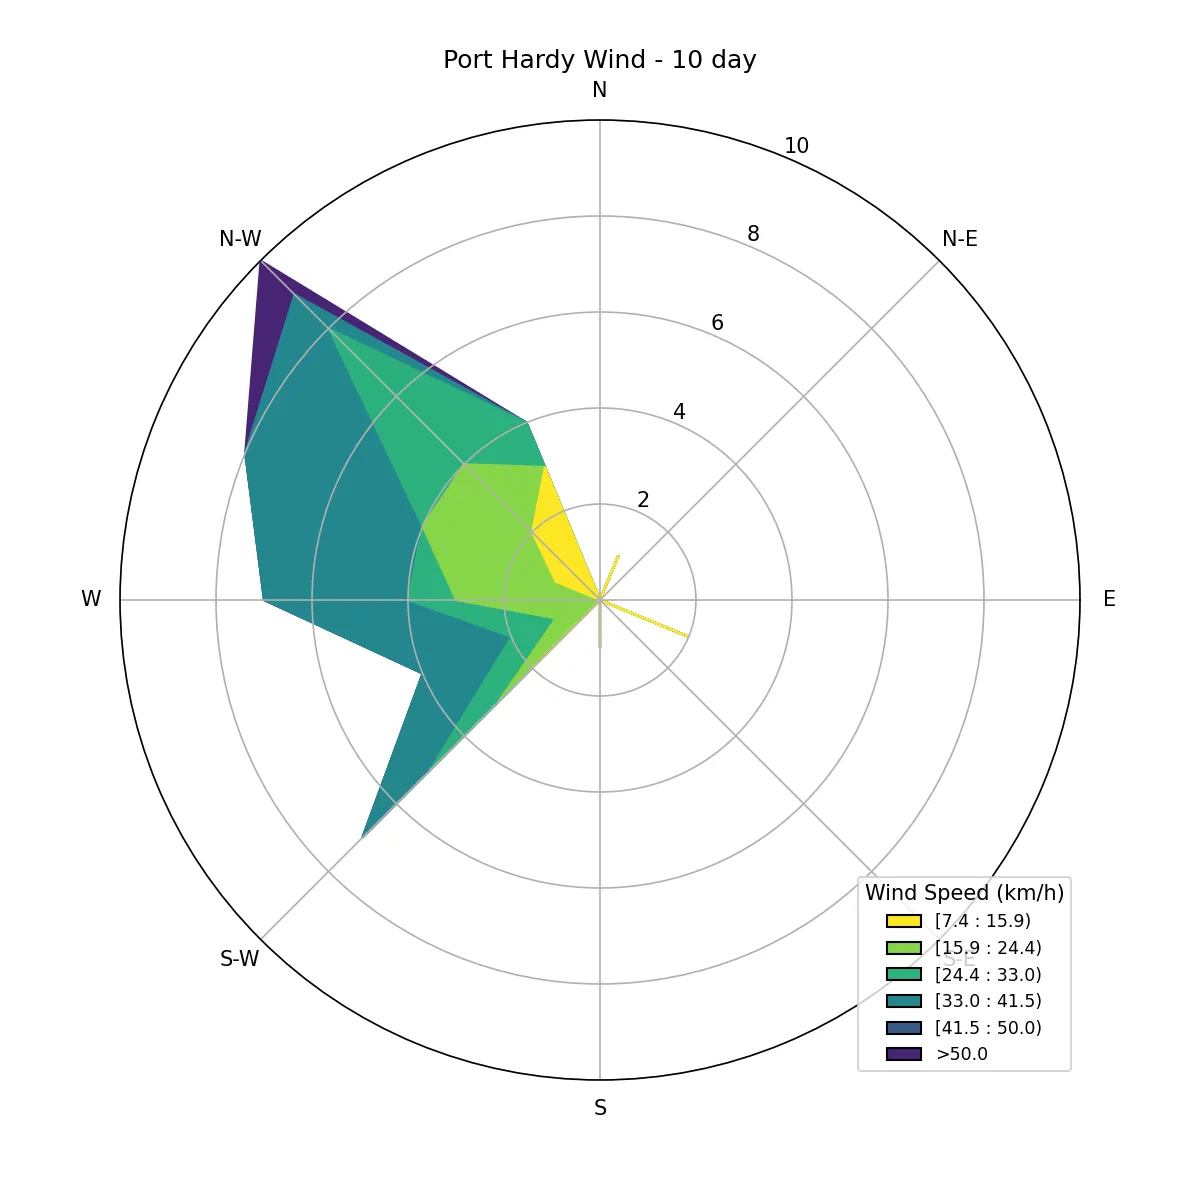 Port Hardy Wind - 10 day
N
10
N-W
8
N-E
6
4
2
W
E
S-W
S-E
Wind Speed (km/h)
[7.4 : 15.9)
[15.9 : 24.4)
[24.4 : 33.0)
[33.0 : 41.5)
[41.5 : 50.0)
>50.0
S